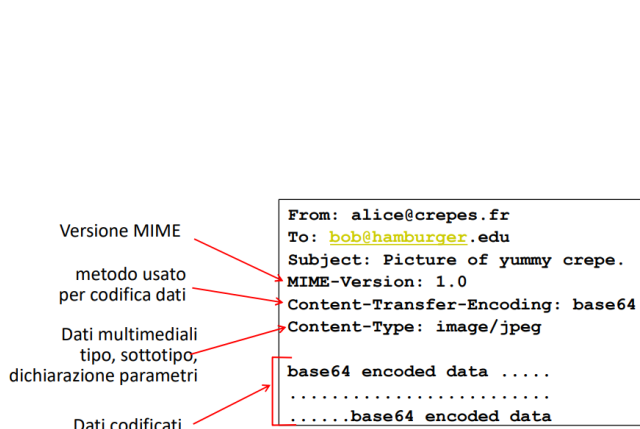 Versione MIME
metodo usato
per codifica dati
Dati multimediali
tipo, sottotipo,
dichiarazione parametri
Dati codificati
From: alice@crepes.fr
To: bob@hamburger.edu
Subject: Picture of yummy crepe.
MIME-Version: 1.0
Content-Transfer-Encoding: base64
Content-Type: image/jpeg
base64 encoded data .....
.........................
......base64 encoded data